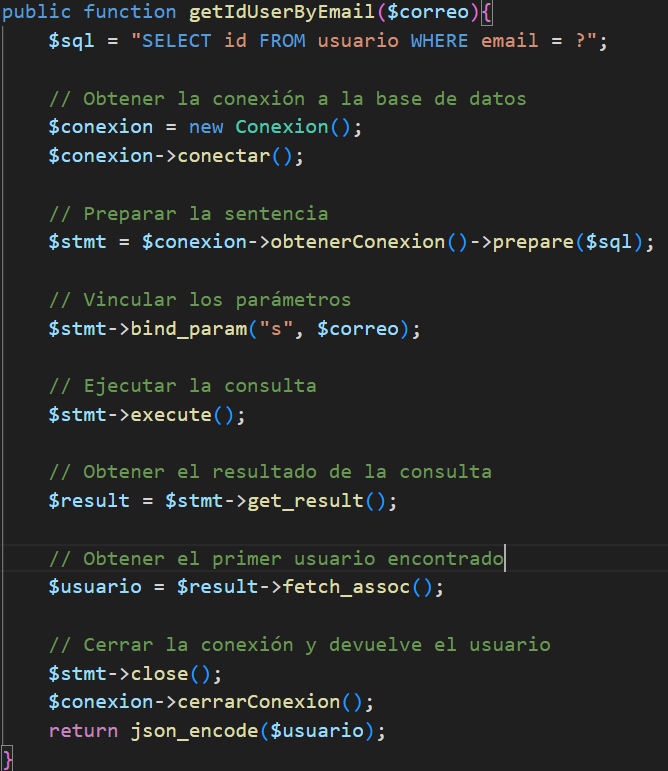 public function getIdUserByEmail($correo){
    $sql = "SELECT id FROM usuario WHERE email = ?";
    // Obtener la conexión a la base de datos
    $conexion = new Conexion();
    $conexion->conectar();
    // Preparar la sentencia
    $stmt = $conexion->obtenerConexion()->prepare($sql);
    // Vincular los parámetros
    $stmt->bind_param("s", $correo);
    // Ejecutar la consulta
    $stmt->execute();
    // Obtener el resultado de la consulta
    $result = $stmt->get_result();
    // Obtener el primer usuario encontrado
    $usuario = $result->fetch_assoc();
    // Cerrar la conexión y devuelve el usuario
    $stmt->close();
    $conexion->cerrarConexion();
    return json_encode($usuario);
}